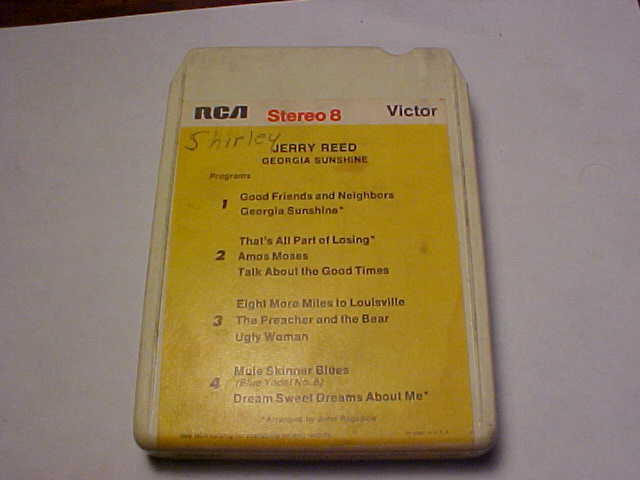 RCA Stereo 8 Victor
Shirley
JERRY REED
GEORGIA SUNSHINE
Programs
1 Good Friends and Neighbors
Georgia Sunshine*
2 That's All Part of Losing*
Amos Moses
Talk About the Good Times
3 Eight More Miles to Louisville
The Preacher and the Bear
Ugly Woman
4 Mule Skinner Blues
(Blue Yodel No. 8)
Dream Sweet Dreams About Me*
*Arranged by